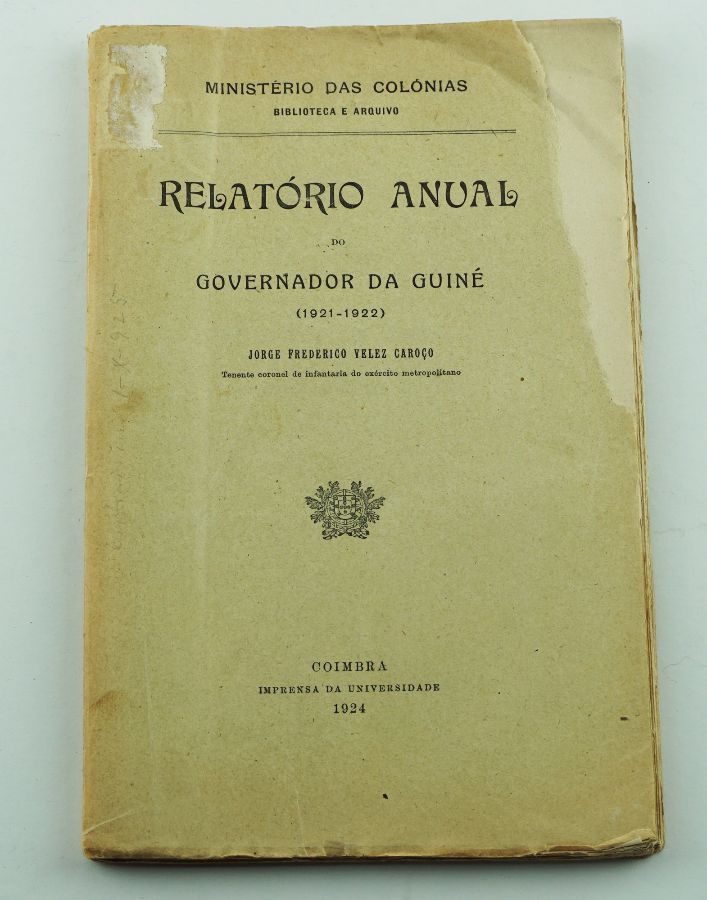 MINISTÉRIO DAS COLÓNIAS
BIBLIOTECA E ARQUIVO
RELATÓRIO ANUAL
DO
GOVERNADOR DA GUINÉ
(1921-1922)
JORGE FREDERICO VELEZ CAROÇO
Tenente coronel de infantaria do exército metropolitano
COIMBRA
IMPRENSA DA UNIVERSIDADE
1924